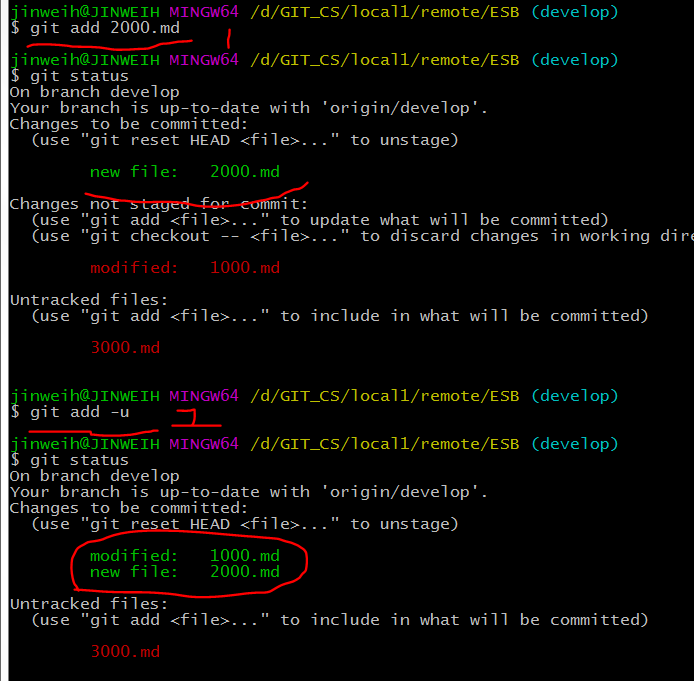 jinweih@JINWEIH MINGW64 /d/GIT_CS/local1/remote/ESB (develop)
$ git add 2000.md
jinweih@JINWEIH MINGW64 /d/GIT_CS/local1/remote/ESB (develop)
$ git status
On branch develop
Your branch is up-to-date with 'origin/develop'.
Changes to be committed:
(use "git reset HEAD <file>..." to unstage)
new file: 2000.md
Changes not staged for commit:
(use "git add <file>..." to update what will be committed)
(use "git checkout -- <file>..." to discard changes in working dire
modified: 1000.md
Untracked files:
(use "git add <file>..." to include in what will be committed)
3000.md
jinweih@JINWEIH MINGW64 /d/GIT_CS/local1/remote/ESB (develop)
$ git add -u
jinweih@JINWEIH MINGW64 /d/GIT_CS/local1/remote/ESB (develop)
$ git status
On branch develop
Your branch is up-to-date with 'origin/develop'.
Changes to be committed:
(use "git reset HEAD <file>..." to unstage)
modified: 1000.md
new file: 2000.md
Untracked files:
(use "git add <file>..." to include in what will be committed)
3000.md